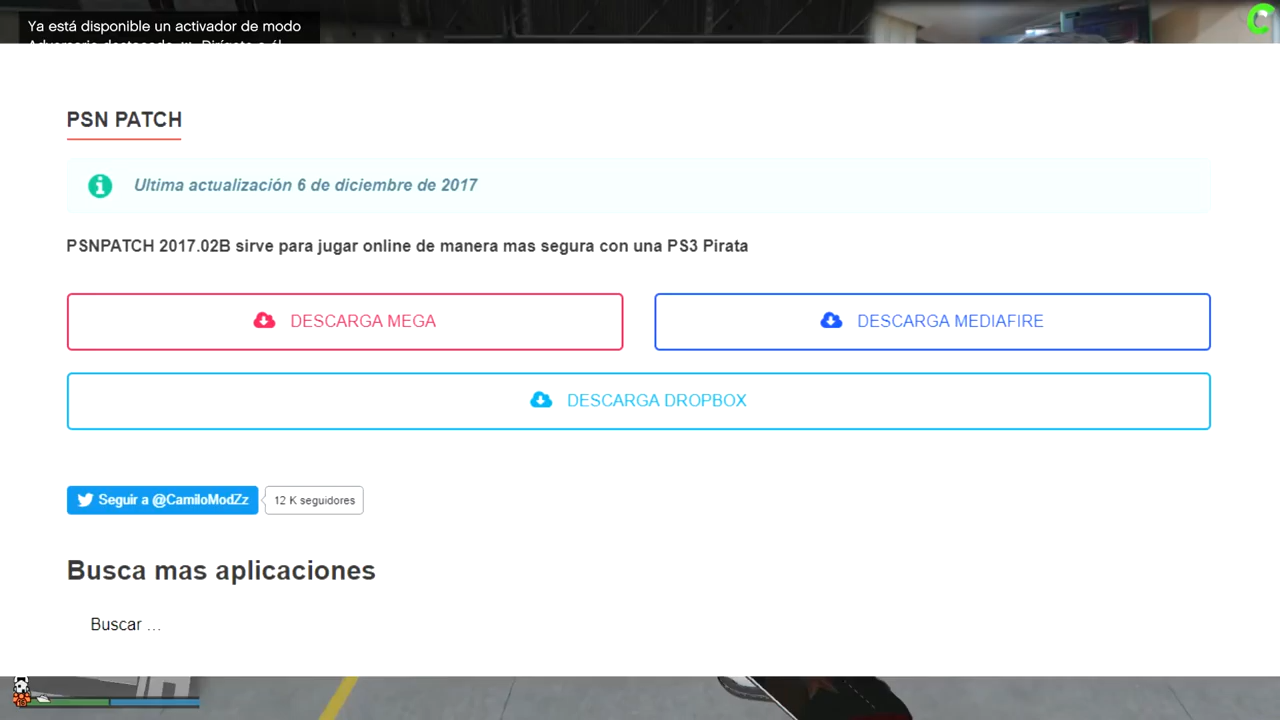 Ya está disponible un activador de modo
Adversario destacado
PSN PATCH
Ultima actualización 6 de diciembre de 2017
PSNPATCH 2017.02B sirve para jugar online de manera mas segura con una PS3 Pirata
DESCARGA MEGA
DESCARGA MEDIAFIRE
DESCARGA DROPBOX
Seguir a @CamiloModZz
12 K seguidores
Busca mas aplicaciones
Buscar ...